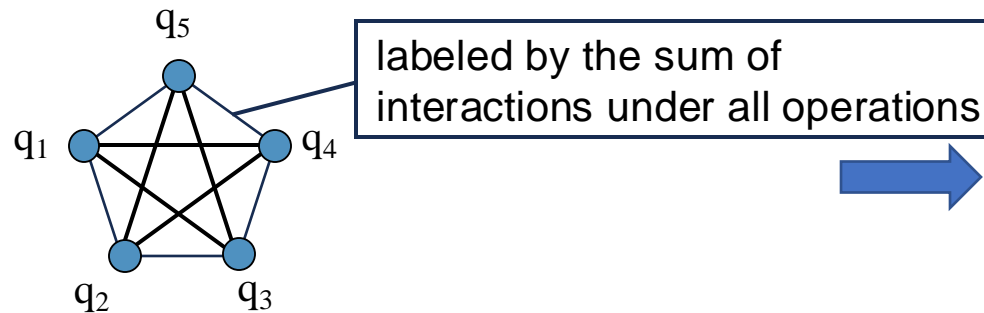 q5
labeled by the sum of
interactions under all operations
q1
q4
q2
q3